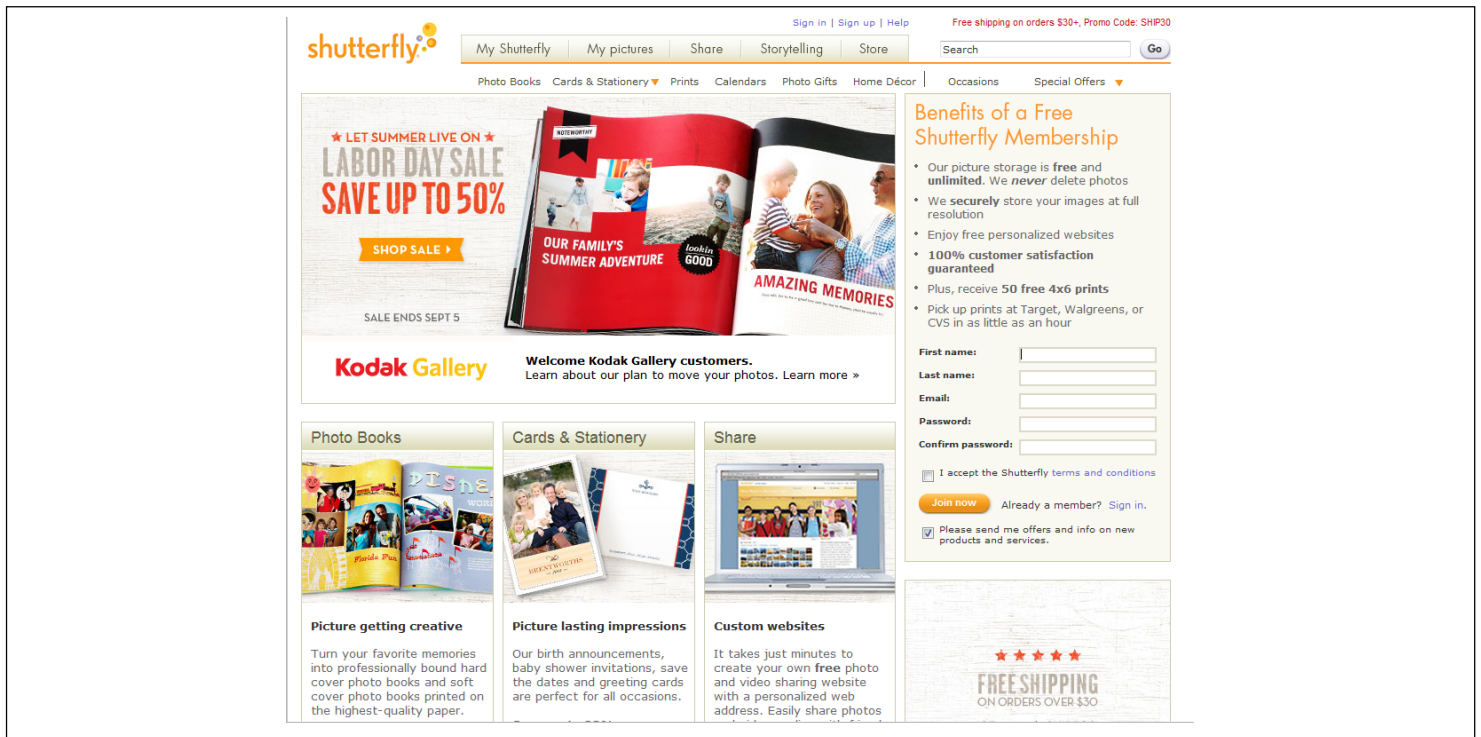 Sign in | Sign up | Help
Free shipping on orders $30+, Promo Code: SHIP30
shutterfly
My Shutterfly
My pictures
Share
Storytelling
Store
Search
Go
Photo Books
Cards & Stationery
Prints
Calendars
Photo Gifts
Home Décor
Occasions
Special Offers
LET SUMMER LIVE ON
LABOR DAY SALE
SAVE UP TO 50%
SHOP SALE
SALE ENDS SEPT 5
NOTEWORTHY
OUR FAMILY'S
SUMMER ADVENTURE
lookin
GOOD
AMAZING MEMORIES
Kodak Gallery
Welcome Kodak Gallery customers.
Learn about our plan to move your photos. Learn more »
Benefits of a Free
Shutterfly Membership
• Our picture storage is free and
unlimited. We never delete photos
• We securely store your images at full
resolution
• Enjoy free personalized websites
• 100% customer satisfaction
guaranteed
• Plus, receive 50 free 4x6 prints
• Pick up prints at Target, Walgreens, or
CVS in as little as an hour
First name:
Last name:
Email:
Password:
Confirm password:
I accept the Shutterfly terms and conditions
Join now
Already a member? Sign in.
Please send me offers and info on new
products and services.
Photo Books
Florida Fun
Picture getting creative
Turn your favorite memories
into professionally bound hard
cover photo books and soft
cover photo books printed on
the highest-quality paper.
Cards & Stationery
the
BRENTWORTHS
Picture lasting impressions
Our birth announcements,
baby shower invitations, save
the dates and greeting cards
are perfect for all occasions.
Share
Custom websites
It takes just minutes to
create your own free photo
and video sharing website
with a personalized web
address. Easily share photos
FREE SHIPPING
ON ORDERS OVER $30